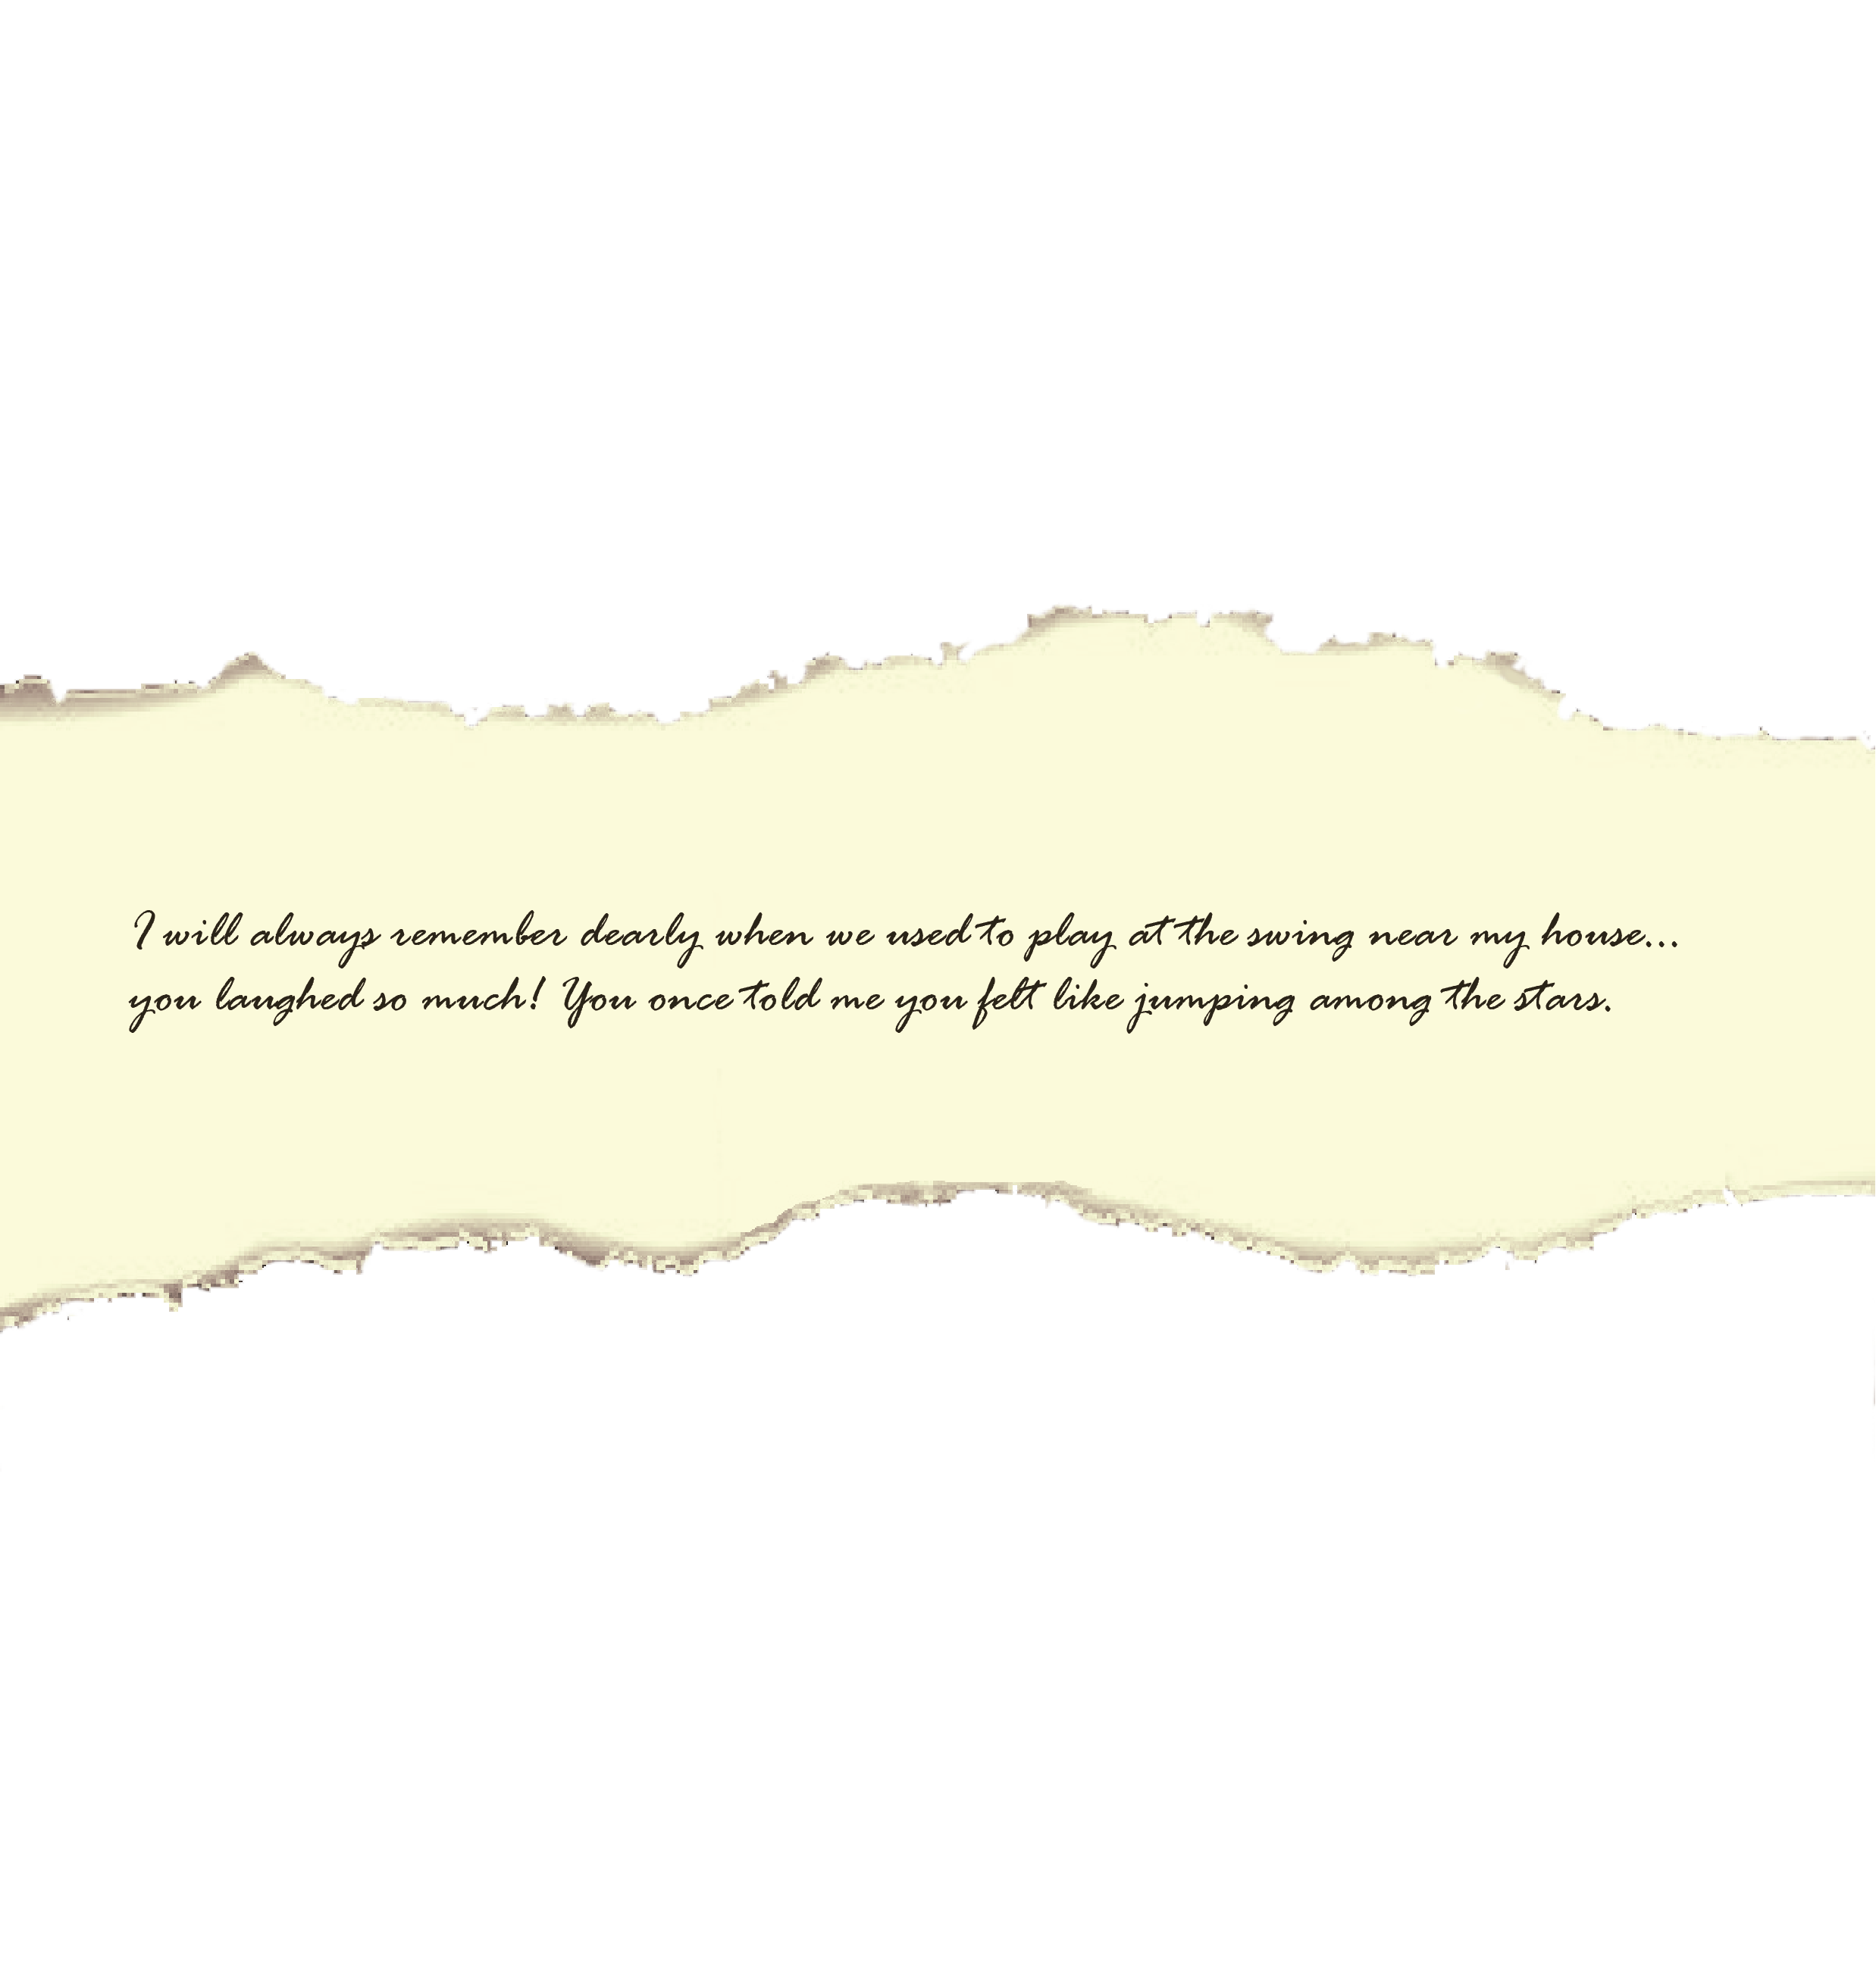 I will always remember dearly when we used to play at the swing near my house...
you laughed so much! You once told me you felt like jumping among the stars.